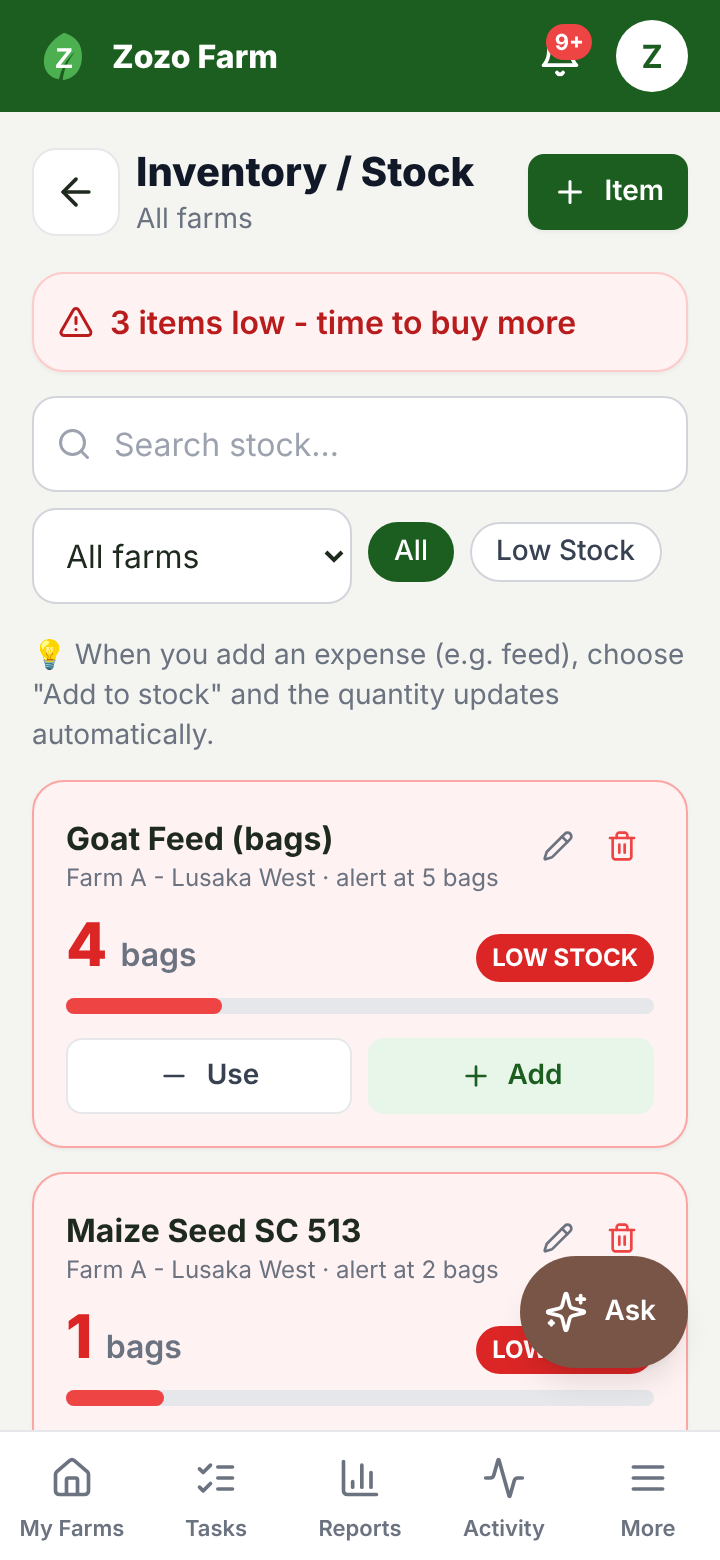 Z Zozo Farm 9+ Z
Inventory / Stock
All farms
+ Item
3 items low - time to buy more
Search stock...
All farms All Low Stock
💡 When you add an expense (e.g. feed), choose
"Add to stock" and the quantity updates
automatically.
Goat Feed (bags)
Farm A - Lusaka West · alert at 5 bags
4 bags LOW STOCK
− Use + Add
Maize Seed SC 513
Farm A - Lusaka West · alert at 2 bags
Ask
1 bags
My Farms Tasks Reports Activity More